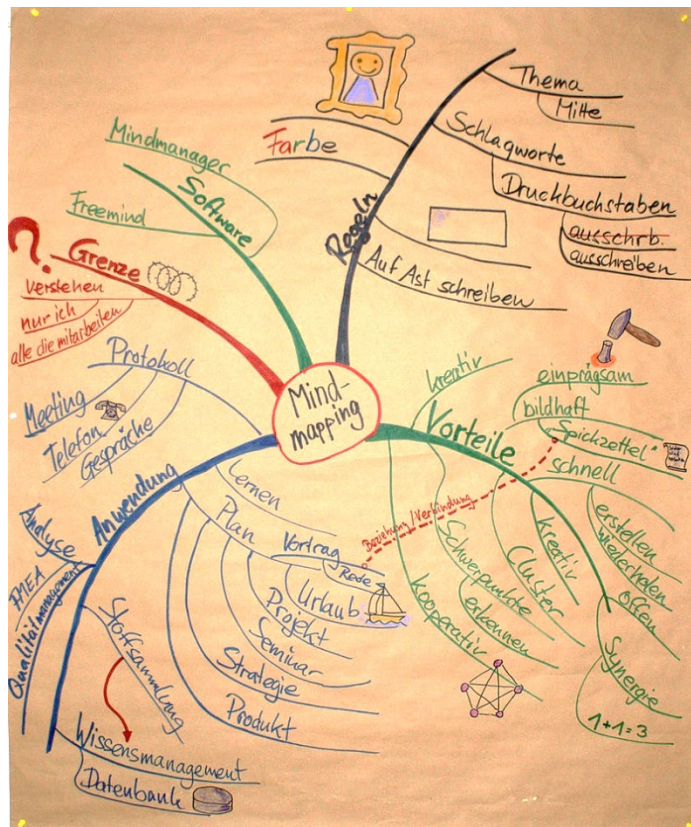 Mind-
mapping
Regeln
Thema
Mitte
Schlagworte
Druckbuchstaben
ausschrb.
ausschreiben
Farbe
Auf Ast schreiben
Software
Mindmanager
Freemind
Grenze
?
verstehen
nur ich
alle die mitarbeiten
Vorteile
kreativ
einprägsam
bildhaft
"Spickzettel"
schnell
erstellen
wiederholen
offen
kreativ
Cluster
Schwerpunkte
erkennen
kooperativ
Synergie
1+1=3
Beziehung/Verbindung
Anwendung
Protokoll
Meeting
Telefon
Gespräche
Lernen
Plan
Vortrag
Rede
Urlaub
Projekt
Seminar
Strategie
Produkt
Analyse
FMEA
Qualitätmanagement
Stoffsammlung
Wissensmanagement
Datenbank